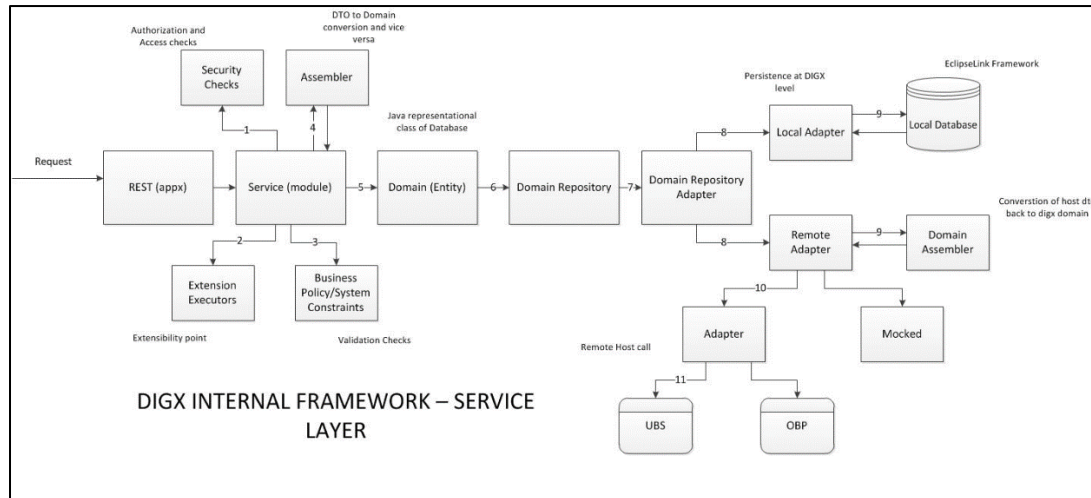 DTO to Domain
conversion and vice
versa
Authorization and
Access checks
Security
Checks
Assembler
EclipseLink Framework
Persistence at DIGX
level
Java representational
class of Database
Local Adapter
Local Database
1
4
8
9
Request
REST (appx)
Service (module)
5
Domain (Entity)
6
Domain Repository
7
Domain Repository
Adapter
Converstion of host dt
back to digx domain
2
3
8
Remote
Adapter
9
Domain
Assembler
Extension
Executors
Business
Policy/System
Constraints
10
Extensibility point
Validation Checks
Remote Host call
Adapter
Mocked
11
DIGX INTERNAL FRAMEWORK – SERVICE
LAYER
UBS
OBP